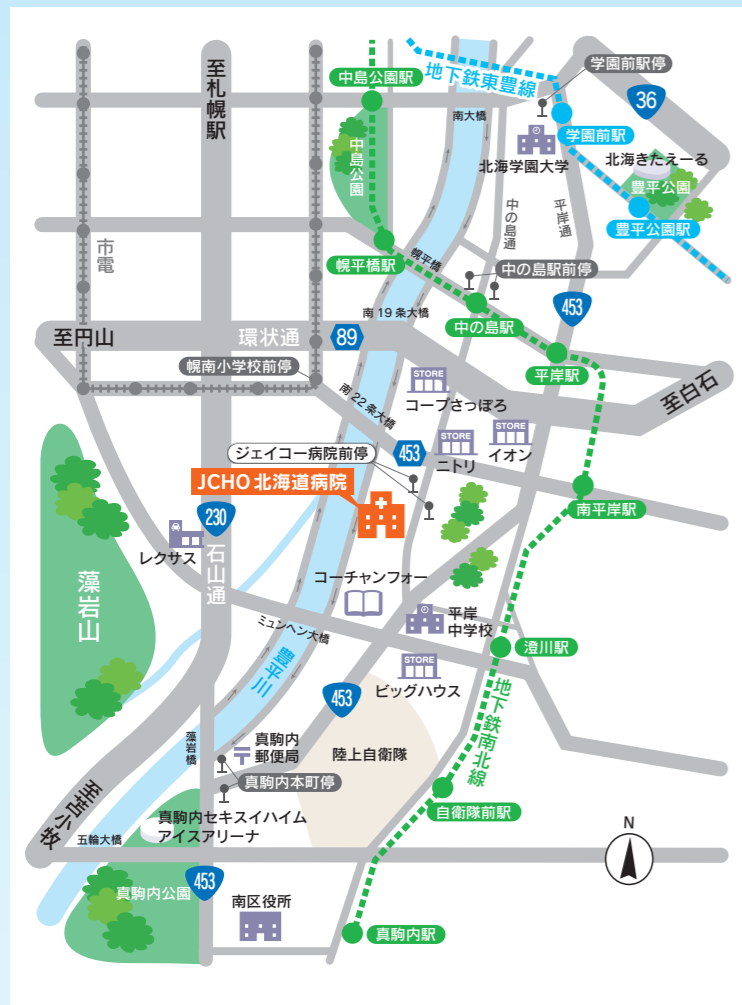 至札幌駅
中島公園駅
地下鉄東豊線
学園前駅停
36
南大橋
学園前駅
中島公園
北海学園大学
北海きたえーる
豊平公園
市電
中の島通
平岸通
豊平公園駅
幌平橋駅
幌平橋
中の島駅前停
453
南19条大橋
中の島駅
至円山
環状通
89
平岸駅
幌南小学校前停
STORE
コープさっぽろ
至白石
南22条大橋
STORE
イオン
STORE
ニトリ
453
ジェイコー病院前停
JCHO 北海道病院
南平岸駅
230
レクサス
石山通
藻岩山
コーチャンフォー
平岸
中学校
ミュンヘン大橋
澄川駅
STORE
ビッグハウス
豊平川
453
地下鉄南北線
藻岩橋
真駒内
郵便局
陸上自衛隊
真駒内本町停
至苫小牧
自衛隊前駅
真駒内セキスイハイム
アイスアリーナ
五輪大橋
N
真駒内公園
453
南区役所
真駒内駅